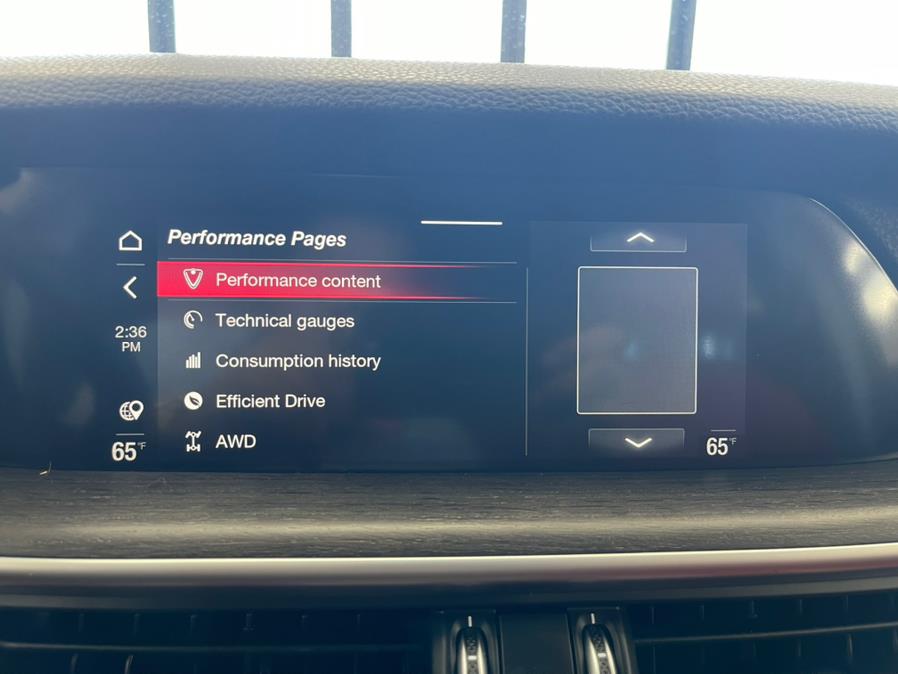 Performance Pages
Performance content
Technical gauges
Consumption history
Efficient Drive
AWD
2:36
PM
65°F
65°F